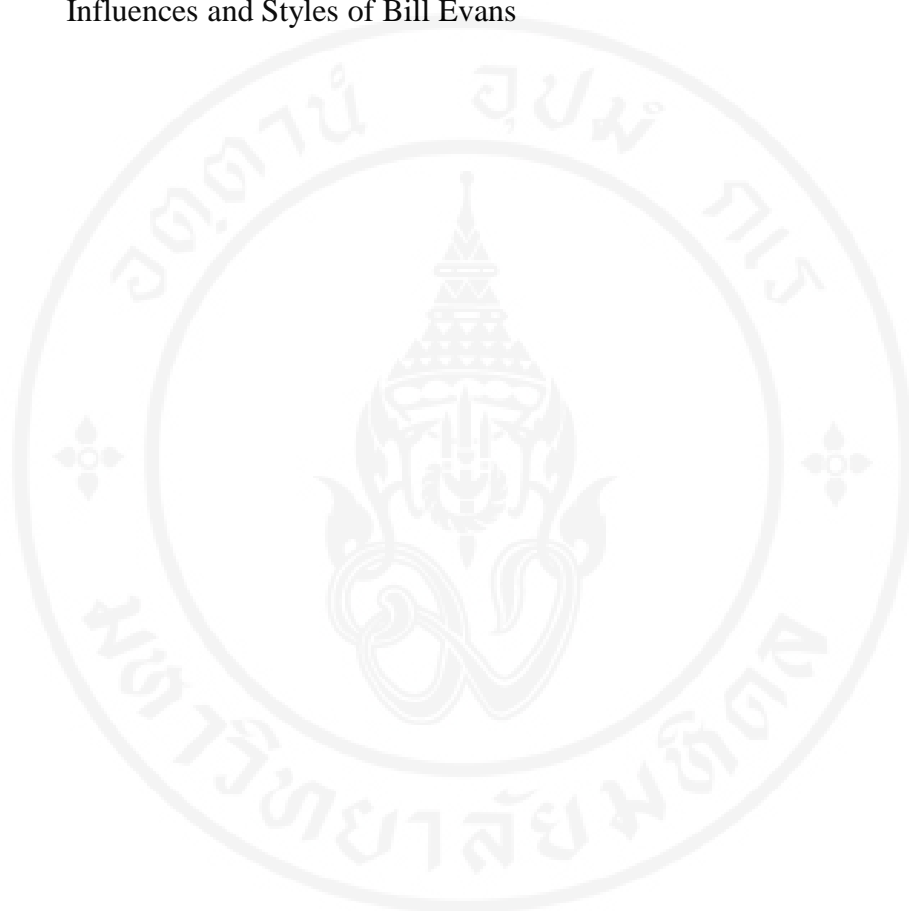 Influences and Styles of Bill Evans
อตฺตานํ อุปมํ กเร
มหาวิทยาลัยมหิดล